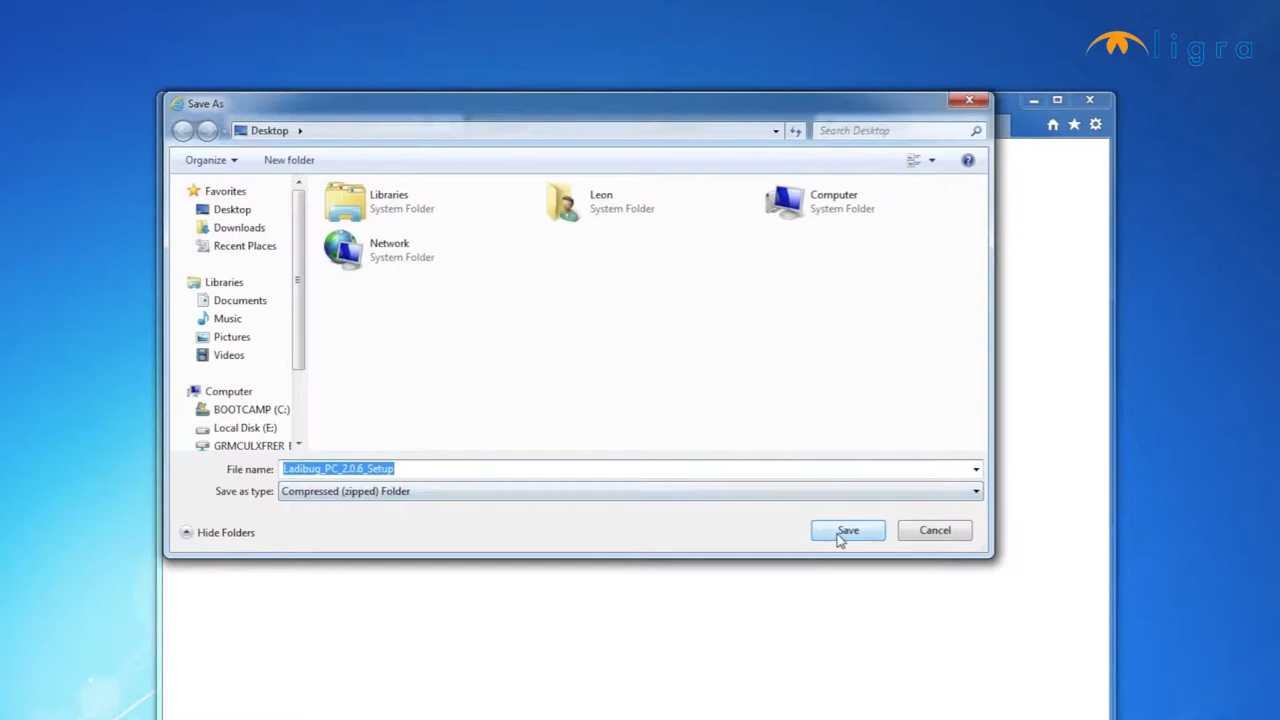 ligra
Save As
Desktop
Search Desktop
Organize
New folder
Favorites
Desktop
Downloads
Recent Places
Libraries
Documents
Music
Pictures
Videos
Computer
BOOTCAMP (C:)
Local Disk (E:)
GRMCULXFRER E
Libraries
System Folder
Leon
System Folder
Computer
System Folder
Network
System Folder
File name: Ladibug_PC_2.0.6_Setup
Save as type: Compressed (zipped) Folder
Hide Folders
Save
Cancel